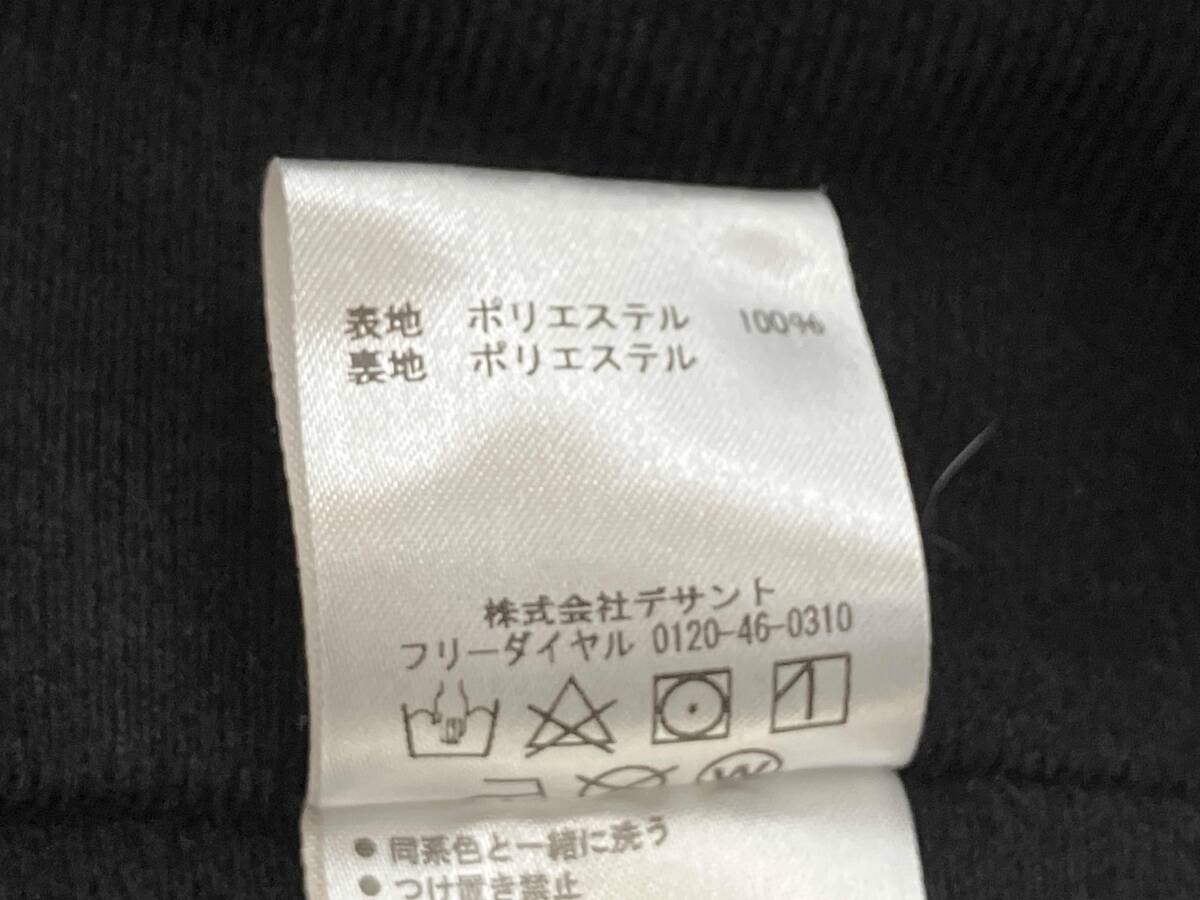 表地 ポリエステル 100%
裏地 ポリエステル
株式会社デサント
フリーダイヤル 0120-46-0310
W
● 同系色と一緒に洗う
● つけ置き禁止